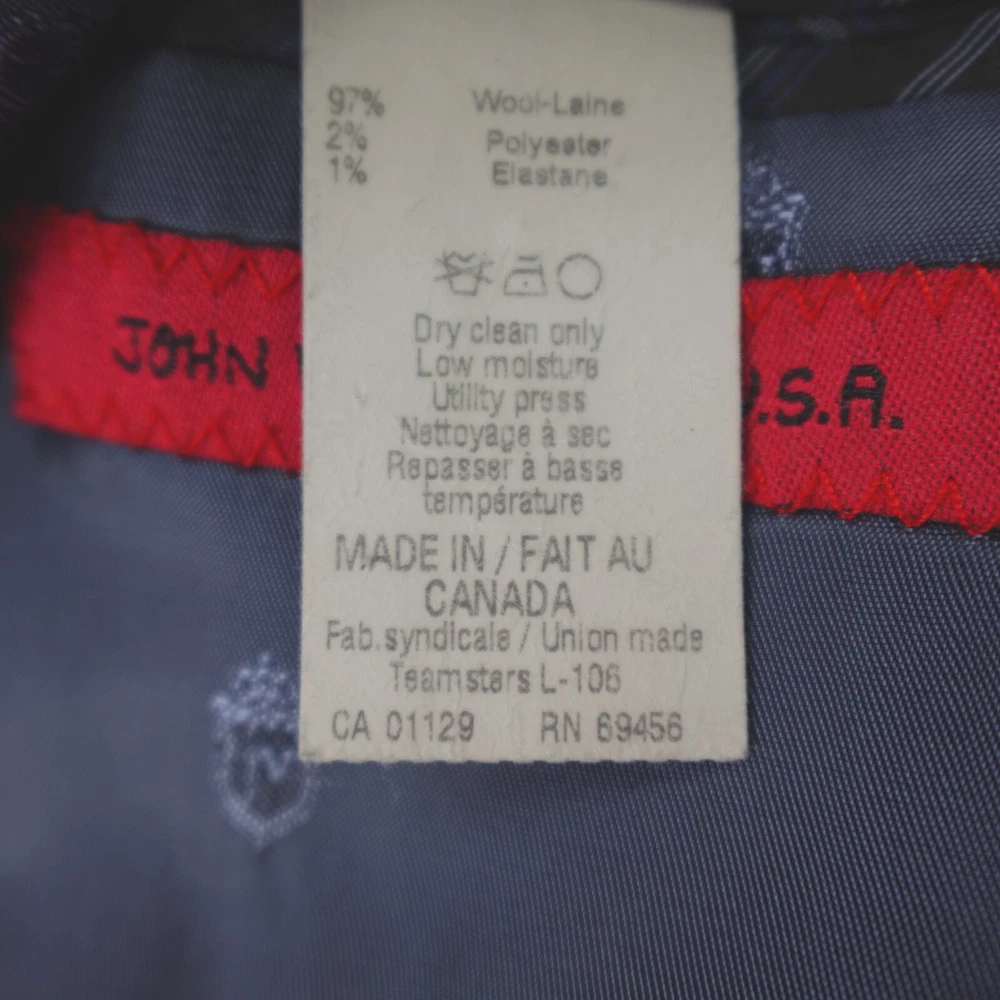 97% Wool-Laine
2% Polyester
1% Elastane
Dry clean only
Low moisture
Utility press
Nettoyage à sec
Repasser à basse
température
MADE IN / FAIT AU
CANADA
Fab.syndicale / Union made
Teamsters L-106
CA 01129 RN 69456
JOHN
.S.A.
N